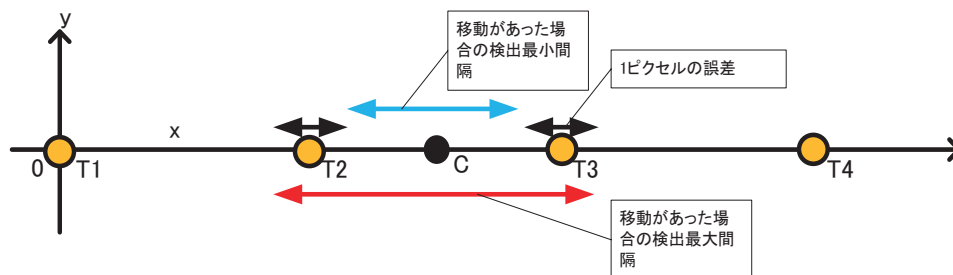 y
移動があった場
合の検出最小間
隔
1ピクセルの誤差
x
0
T1
T2
C
T3
T4
移動があった場
合の検出最大間
隔